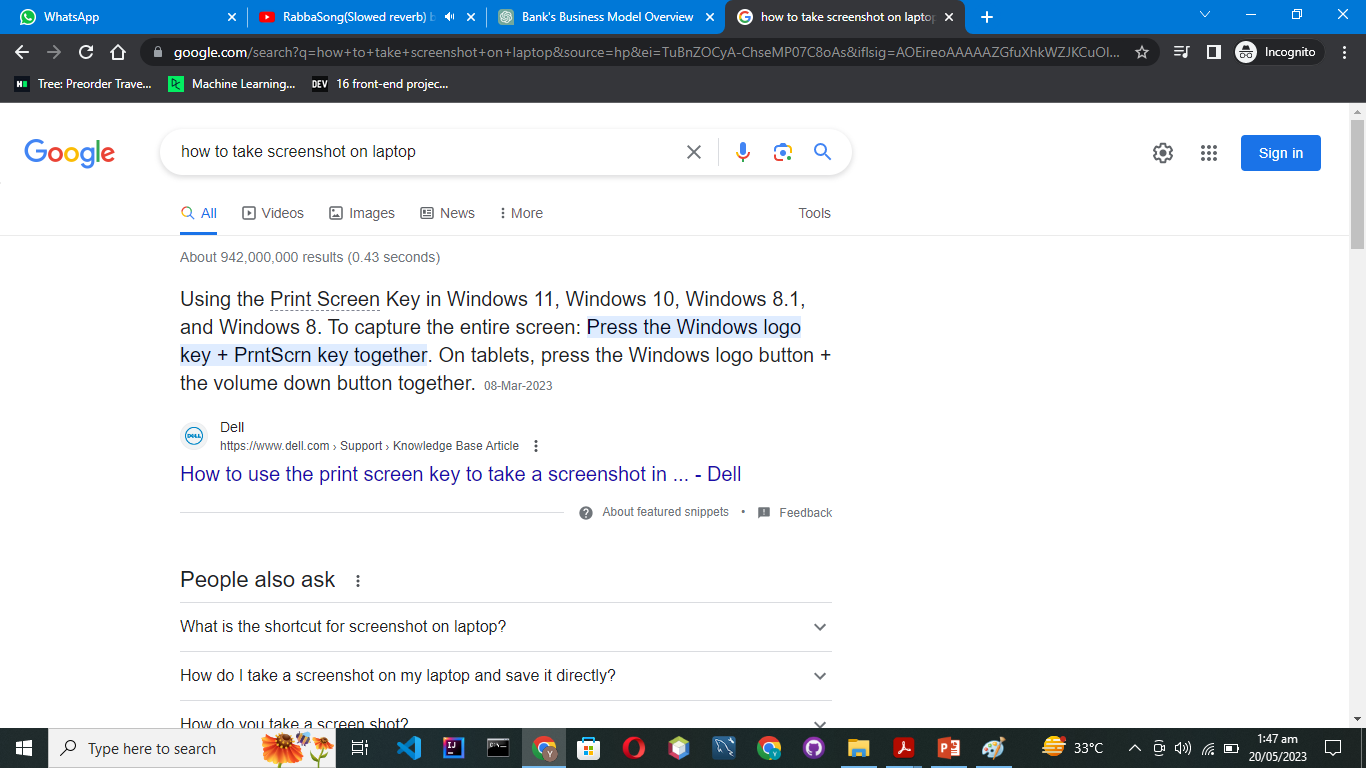 WhatsApp
RabbaSong(Slowed reverb) b
Bank's Business Model Overview
how to take screenshot on laptop
google.com/search?q=how+to+take+screenshot+on+laptop&source=hp&ei=TuBnZOCyA-ChseMP07C8oAs&iflsig=AOEireoAAAAAZGfuXhkWZJKCuOI...
Incognito
Tree: Preorder Trave...
Machine Learning...
DEV 16 front-end projec...
Google
how to take screenshot on laptop
Sign in
All Videos Images News More Tools
About 942,000,000 results (0.43 seconds)
Using the Print Screen Key in Windows 11, Windows 10, Windows 8.1,
and Windows 8. To capture the entire screen: Press the Windows logo
key + PrntScrn key together. On tablets, press the Windows logo button +
the volume down button together. 08-Mar-2023
DELL
Dell
https://www.dell.com › Support › Knowledge Base Article
How to use the print screen key to take a screenshot in ... - Dell
About featured snippets • Feedback
People also ask
What is the shortcut for screenshot on laptop?
How do I take a screenshot on my laptop and save it directly?
How do you take a screen shot?
Type here to search
33°C
1:47 am
20/05/2023